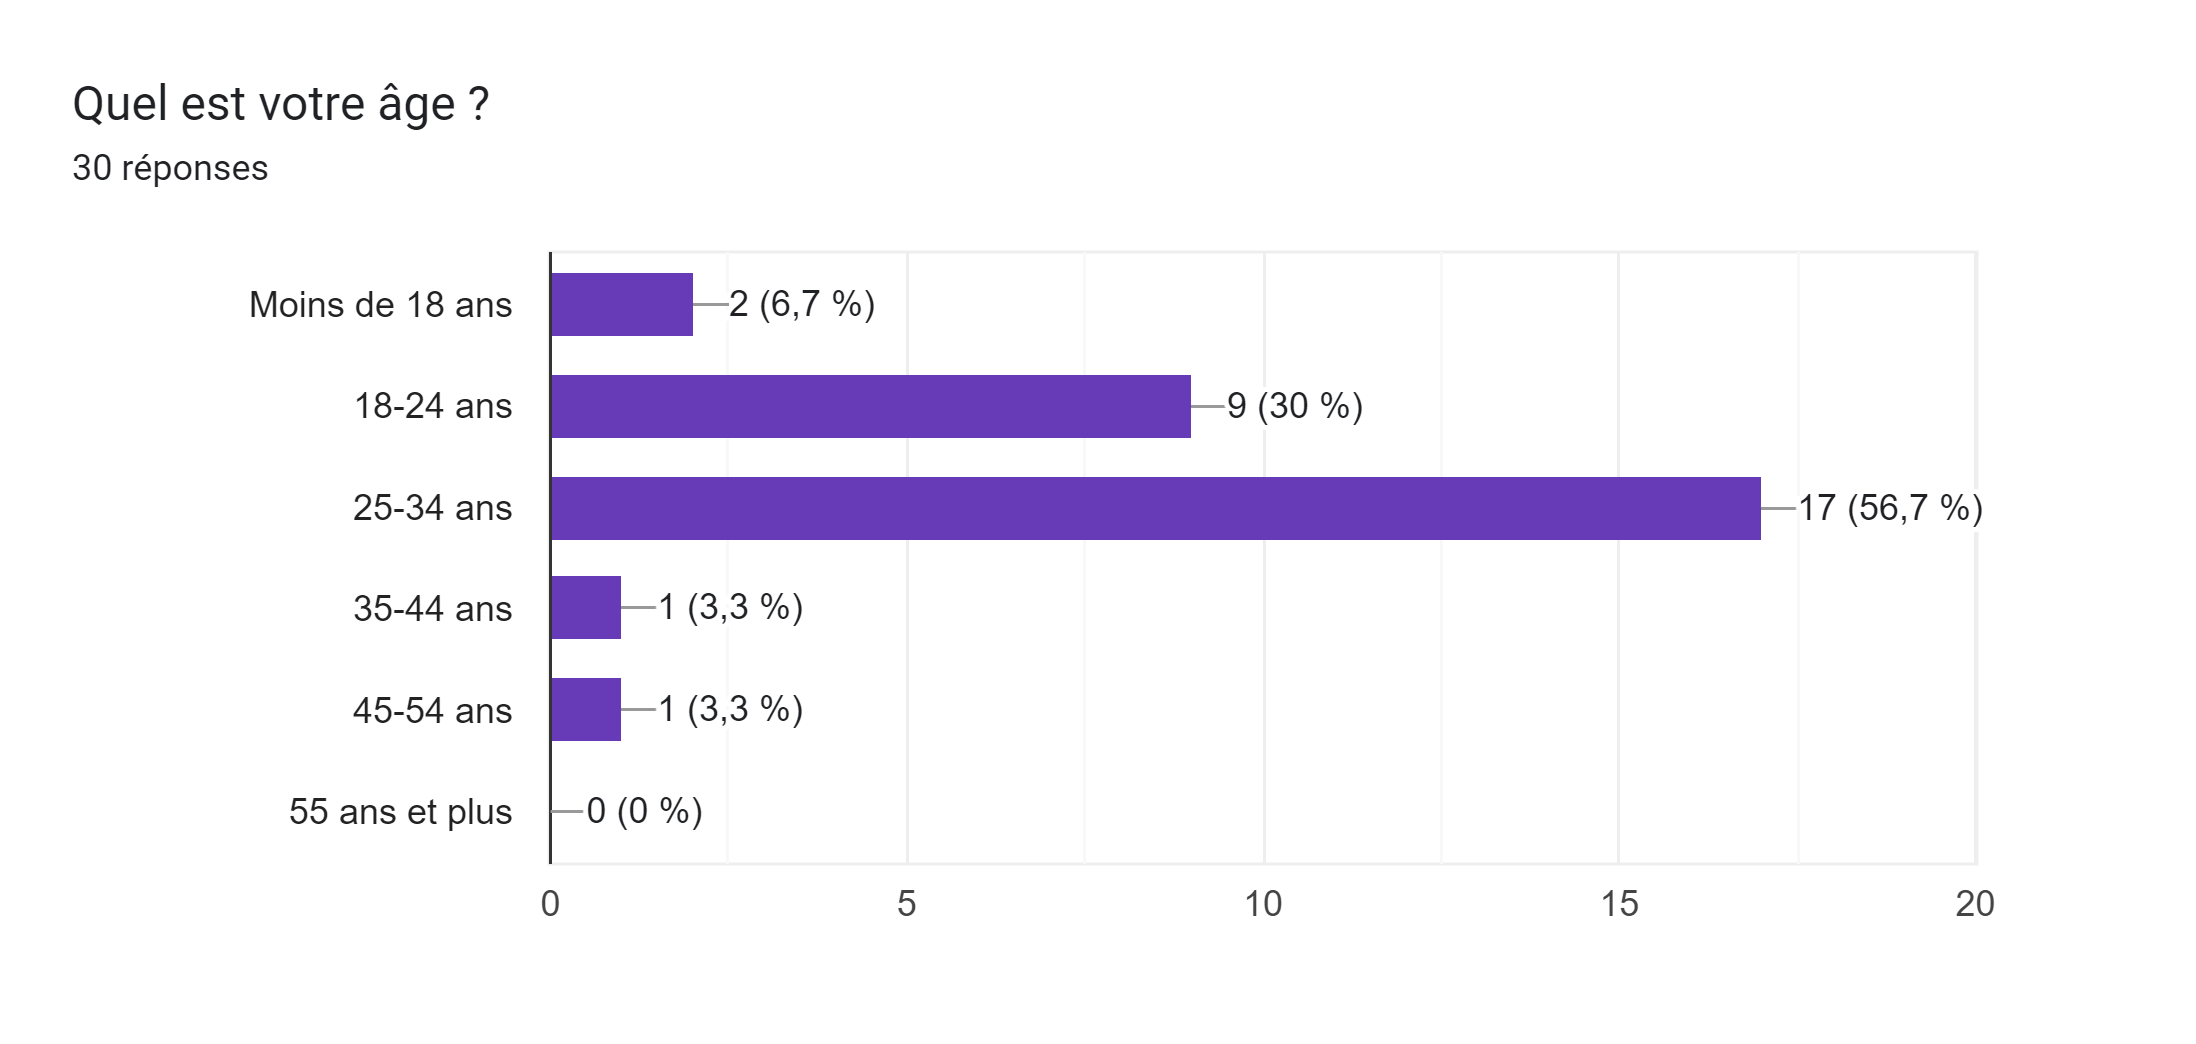 Quel est votre âge ?
30 réponses
Moins de 18 ans 2 (6,7 %)
18-24 ans 9 (30 %)
25-34 ans 17 (56,7 %)
35-44 ans 1 (3,3 %)
45-54 ans 1 (3,3 %)
55 ans et plus 0 (0 %)
0 5 10 15 20